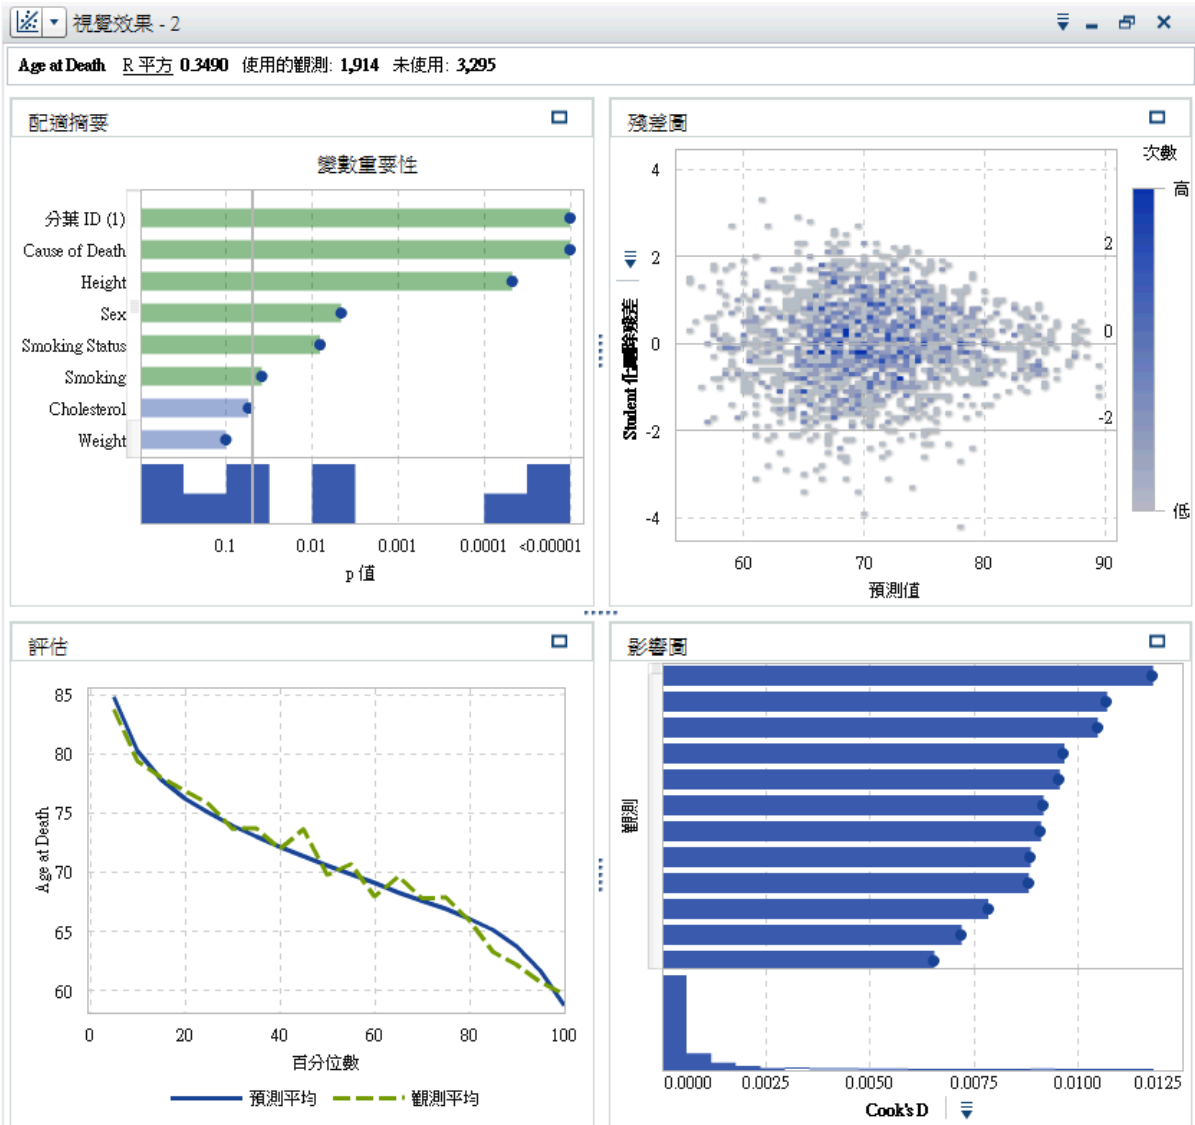 視覺效果 - 2
Age at Death R 平方 0.3490 使用的觀測: 1,914 未使用: 3,295
配適摘要
變數重要性
分葉 ID (1)
Cause of Death
Height
Sex
Smoking Status
Smoking
Cholesterol
Weight
0.1 0.01 0.001 0.0001 <0.00001
p 值
殘差圖
次數
高
低
4
2
0
-2
-4
2
0
-2
Student 化刪除殘差
60 70 80 90
預測值
評估
85
80
75
70
65
60
Age at Death
0 20 40 60 80 100
百分位數
預測平均 觀測平均
影響圖
觀測
0.0000 0.0025 0.0050 0.0075 0.0100 0.0125
Cook's D